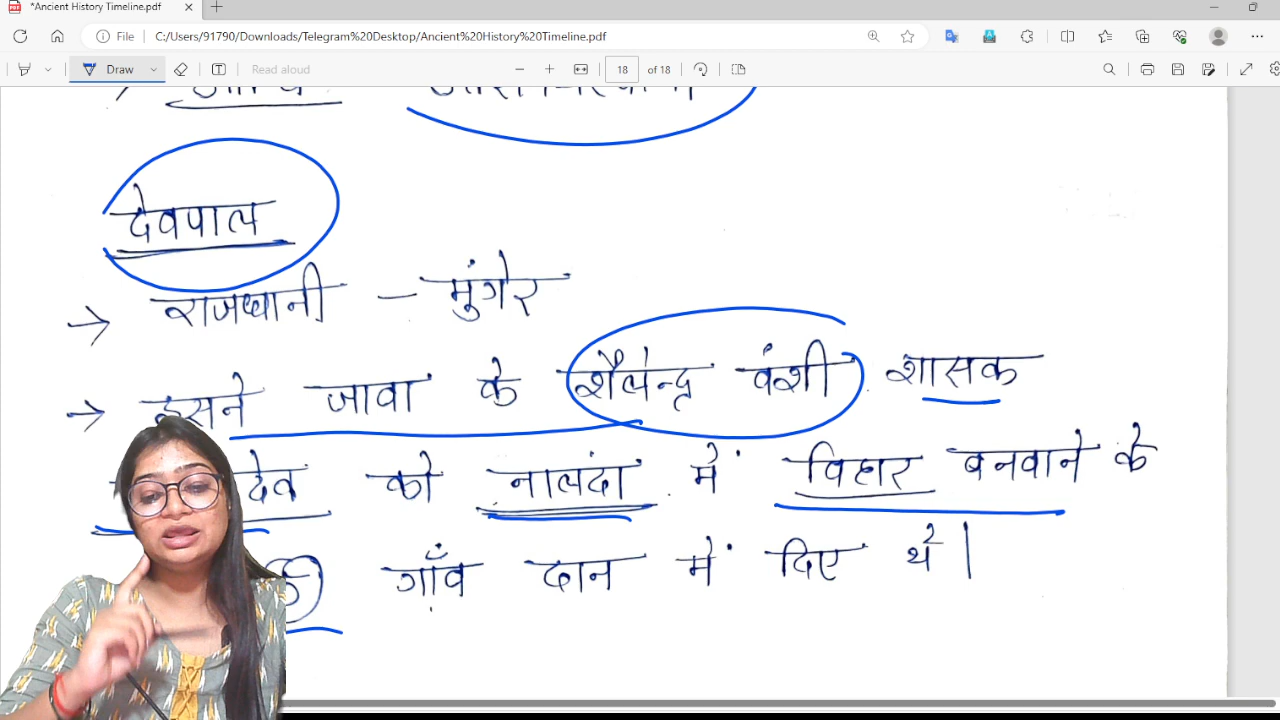 *Ancient History Timeline.pdf
File C:/Users/91790/Downloads/Telegram%20Desktop/Ancient%20History%20Timeline.pdf
Draw Read aloud 18 of 18
देवपाल
→ राजधानी – मुंगेर
→ इसने जावा के शैलेन्द्र वंशी शासक
देव को नालंदा में विहार बनवाने के
गाँव दान में दिए थे।